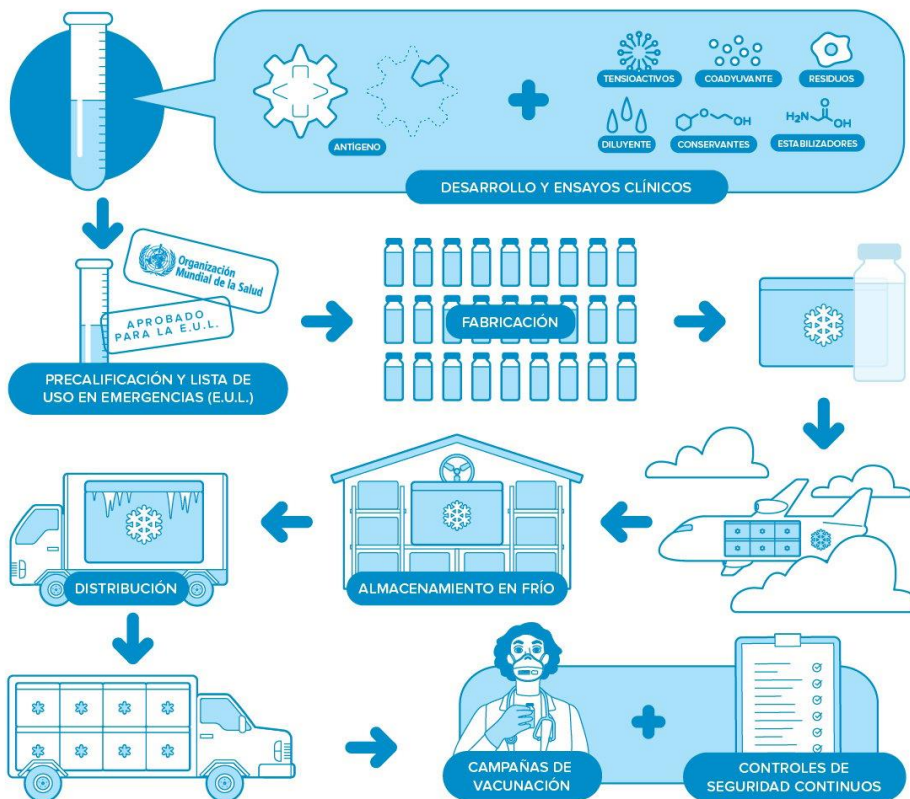 TENSIOACTIVOS
COADYUVANTE
RESIDUOS
ANTÍGENO
H₂N
OH
OH
DILUYENTE
CONSERVANTES
ESTABILIZADORES
DESARROLLO Y ENSAYOS CLÍNICOS
Organización
Mundial de la Salud
APROBADO
PARA LA E.U.L.
PRECALIFICACIÓN Y LISTA DE
USO EN EMERGENCIAS (E.U.L.)
FABRICACIÓN
DISTRIBUCIÓN
ALMACENAMIENTO EN FRÍO
CAMPAÑAS DE
VACUNACIÓN
CONTROLES DE
SEGURIDAD CONTINUOS